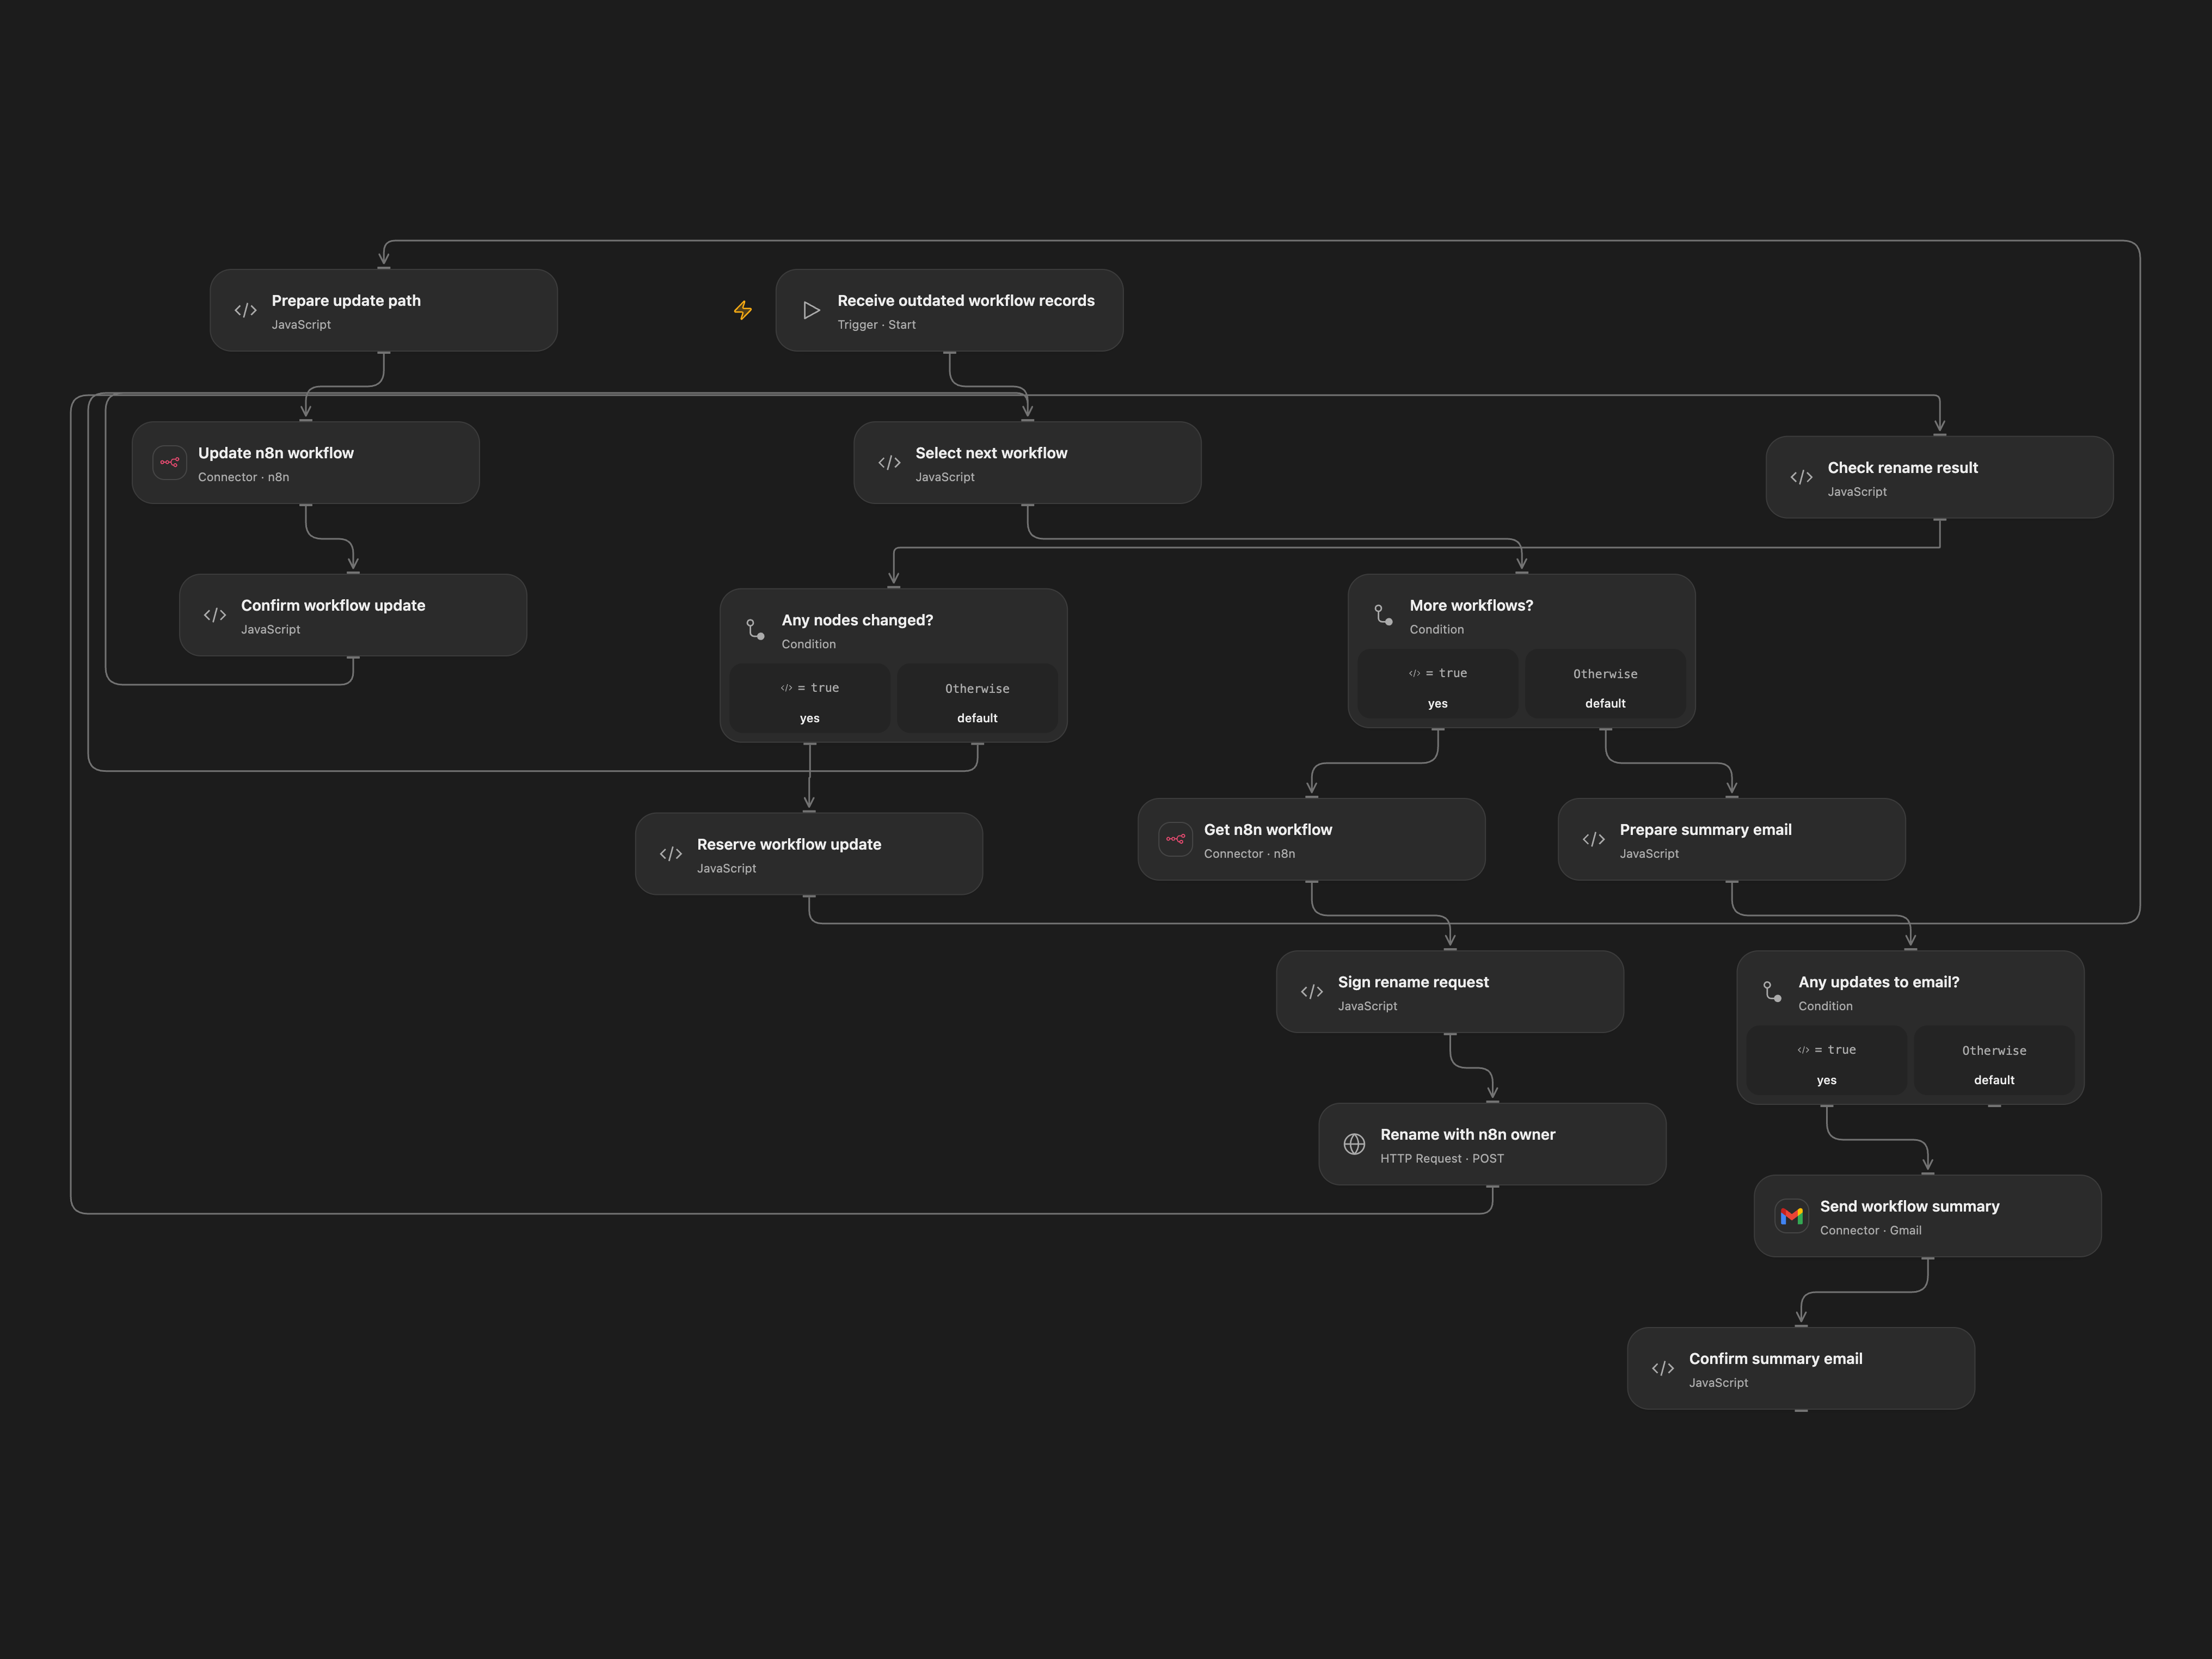 Prepare update path
JavaScript
Receive outdated workflow records
Trigger · Start
Update n8n workflow
Connector · n8n
Select next workflow
JavaScript
Check rename result
JavaScript
Confirm workflow update
JavaScript
Any nodes changed?
Condition
</> = true
yes
Otherwise
default
More workflows?
Condition
</> = true
yes
Otherwise
default
Reserve workflow update
JavaScript
Get n8n workflow
Connector · n8n
Prepare summary email
JavaScript
Sign rename request
JavaScript
Any updates to email?
Condition
</> = true
yes
Otherwise
default
Rename with n8n owner
HTTP Request · POST
Send workflow summary
Connector · Gmail
Confirm summary email
JavaScript